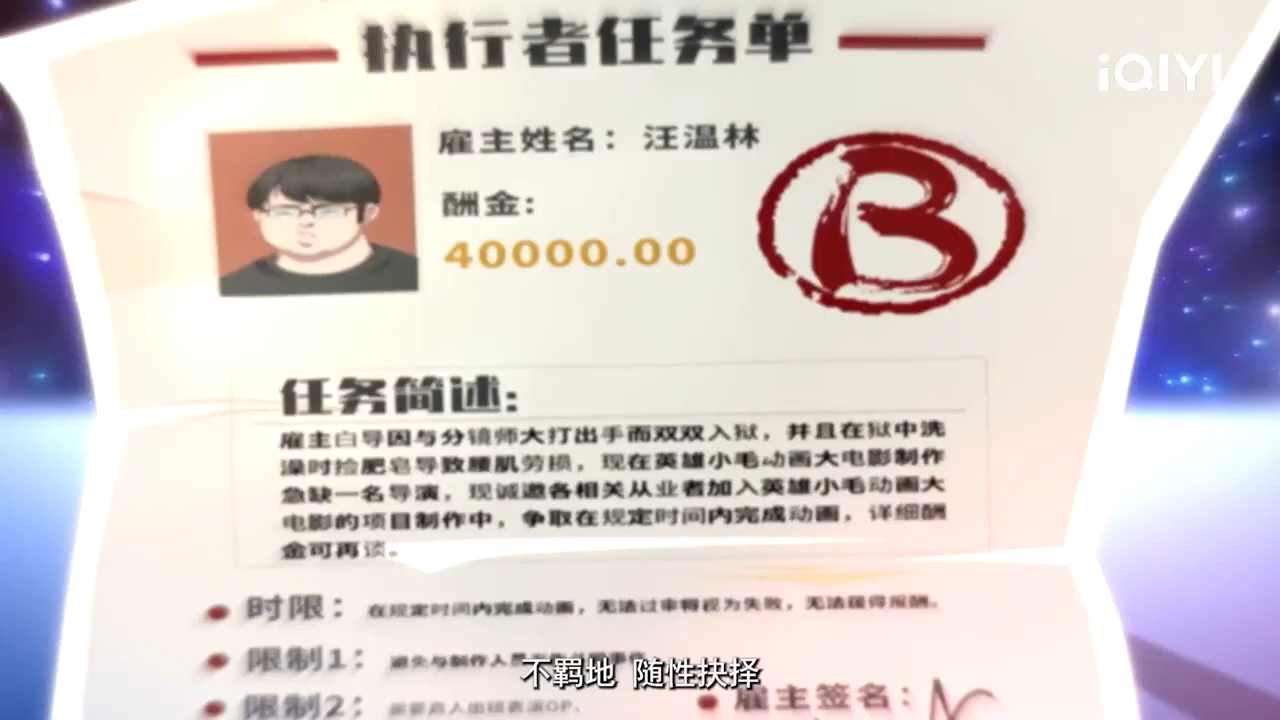 执行者任务单
iQIYI
雇主姓名：汪温林
酬金：
40000.00
B
任务简述：
雇主白导因与分镜师大打出手而双双入狱，并且在狱中洗
澡时捡肥皂导致腰肌劳损，现在英雄小毛动画大电影制作
急缺一名导演，现诚邀各相关从业者加入英雄小毛动画大
电影的项目制作中，争取在规定时间内完成动画，详细酬
金可再谈。
时限：在规定时间内完成动画，无法过审将视为失败，无法获得报酬。
限制1：避免与制作人员
限制2：
雇主签名：
不羁地 随性抉择